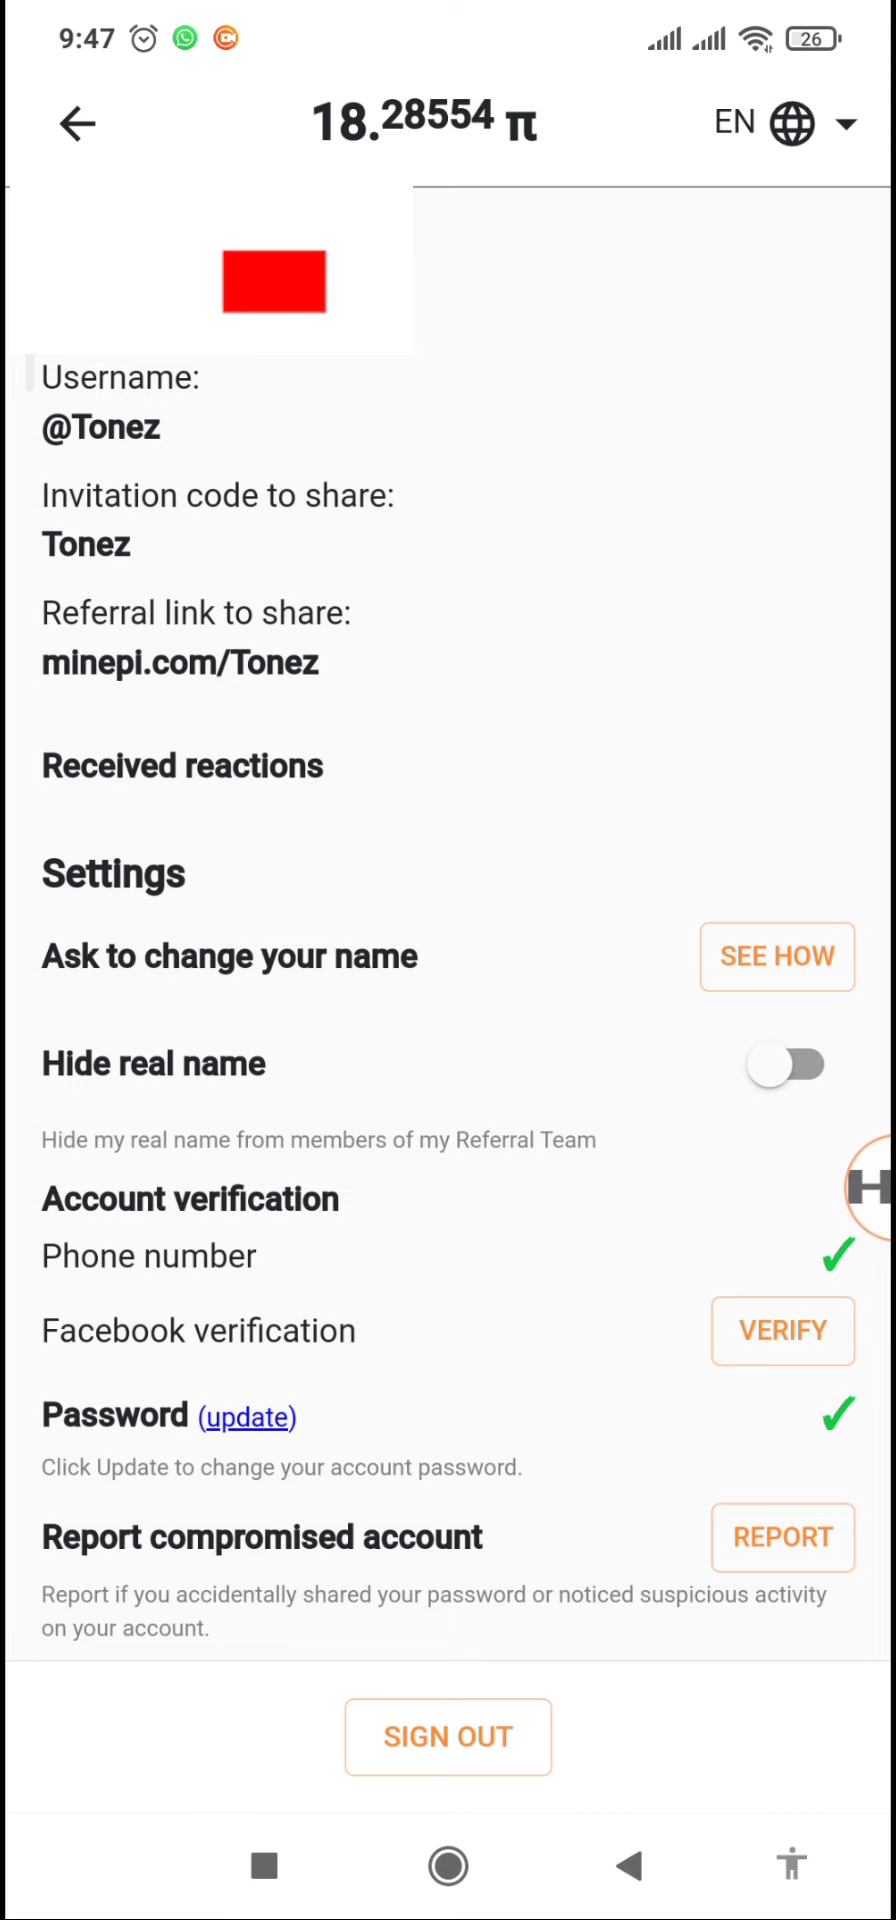 9:47
26
18.28554 π
EN
Username:
@Tonez
Invitation code to share:
Tonez
Referral link to share:
minepi.com/Tonez
Received reactions
Settings
Ask to change your name
SEE HOW
Hide real name
Hide my real name from members of my Referral Team
Account verification
Phone number
Facebook verification
VERIFY
Password (update)
Click Update to change your account password.
Report compromised account
REPORT
Report if you accidentally shared your password or noticed suspicious activity
on your account.
SIGN OUT